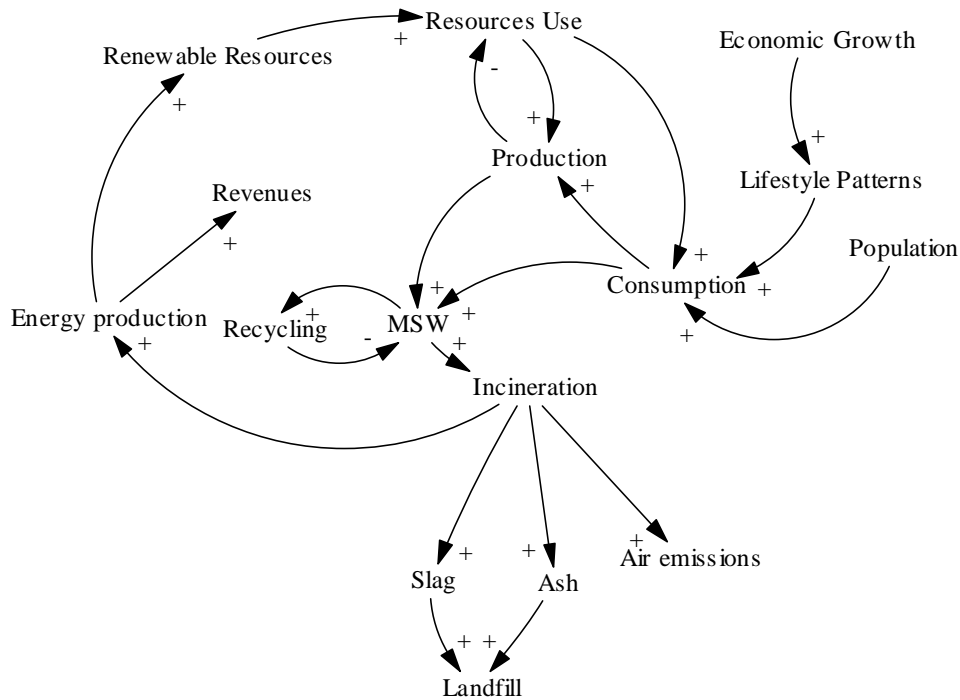 Resources Use
Economic Growth
Renewable Resources
+
-
+
+
+
Production
+
Lifestyle Patterns
Revenues
+
+
Population
Consumption
+
+
+
Energy production
Recycling
+
MSW
+
+
-
+
+
Incineration
+
+
+
Air emissions
Slag
Ash
+
+
Landfill